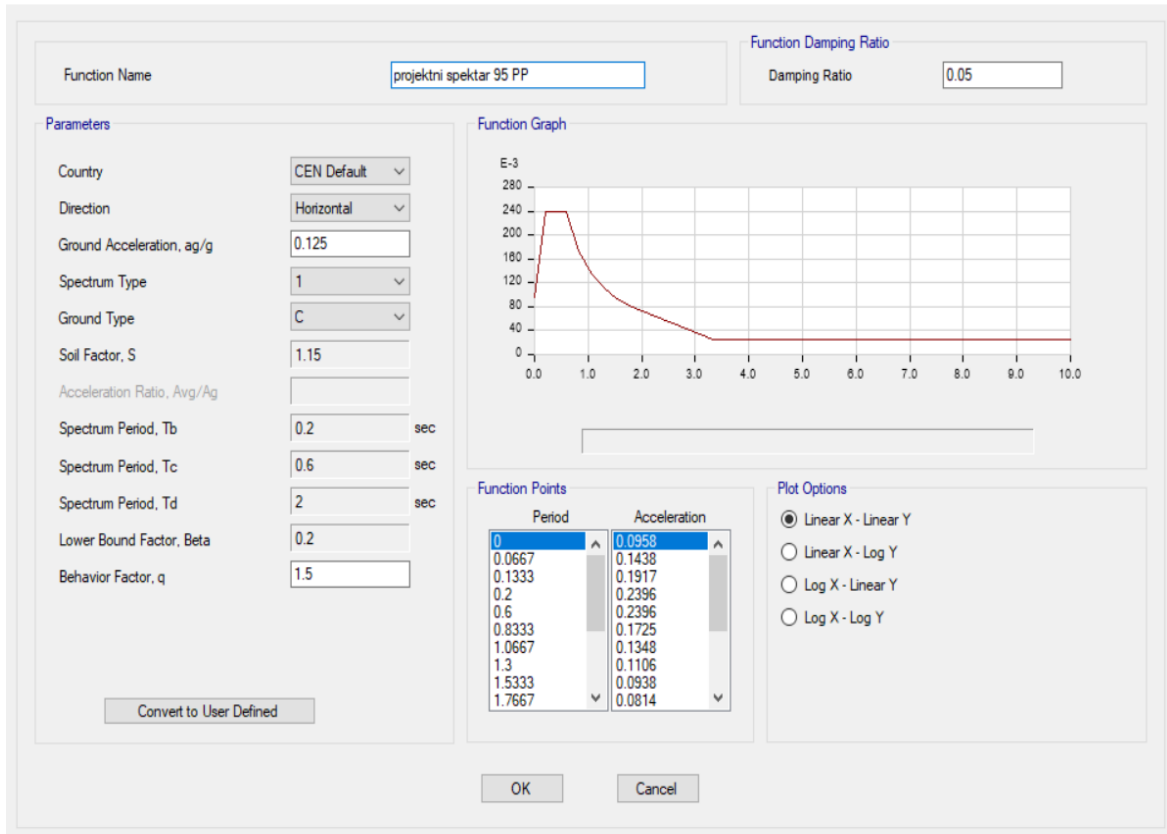 Function Name
projektni spektar 95 PP
Function Damping Ratio
Damping Ratio
0.05
Parameters
Country
CEN Default
Direction
Horizontal
Ground Acceleration, ag/g
0.125
Spectrum Type
1
Ground Type
C
Soil Factor, S
1.15
Acceleration Ratio, Avg/Ag
Spectrum Period, Tb
0.2
sec
Spectrum Period, Tc
0.6
sec
Spectrum Period, Td
2
sec
Lower Bound Factor, Beta
0.2
Behavior Factor, q
1.5
Convert to User Defined
Function Graph
E-3
280
240
200
160
120
80
40
0
0.0 1.0 2.0 3.0 4.0 5.0 6.0 7.0 8.0 9.0 10.0
Function Points
Period Acceleration
0 0.0958
0.0667 0.1438
0.1333 0.1917
0.2 0.2396
0.6 0.2396
0.8333 0.1725
1.0667 0.1348
1.3 0.1106
1.5333 0.0938
1.7667 0.0814
Plot Options
Linear X - Linear Y
Linear X - Log Y
Log X - Linear Y
Log X - Log Y
OK
Cancel